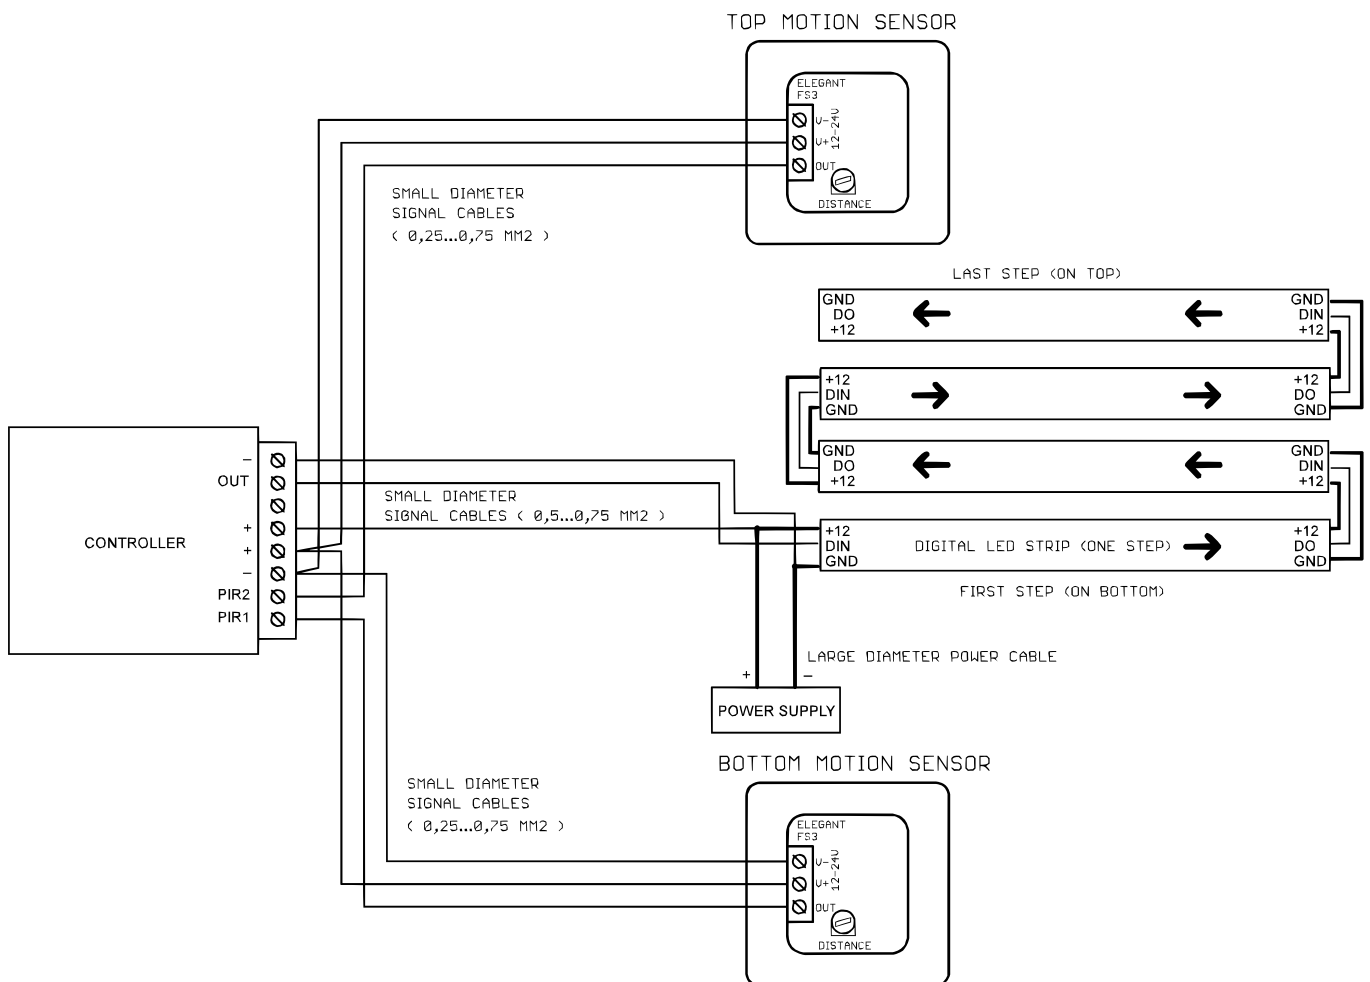 TOP MOTION SENSOR
ELEGANT
FS3
V-
V+
12-24V
OUT
DISTANCE
SMALL DIAMETER
SIGNAL CABLES
( 0,25...0,75 MM2 )
LAST STEP (ON TOP)
GND
DO
+12
GND
DIN
+12
+12
DIN
GND
+12
DO
GND
GND
DO
+12
GND
DIN
+12
+12
DIN
GND
DIGITAL LED STRIP (ONE STEP)
+12
DO
GND
FIRST STEP (ON BOTTOM)
CONTROLLER
–
OUT
+
+
–
PIR2
PIR1
SMALL DIAMETER
SIGNAL CABLES ( 0,5...0,75 MM2 )
LARGE DIAMETER POWER CABLE
+
–
POWER SUPPLY
BOTTOM MOTION SENSOR
SMALL DIAMETER
SIGNAL CABLES
( 0,25...0,75 MM2 )
ELEGANT
FS3
V-
V+
12-24V
OUT
DISTANCE